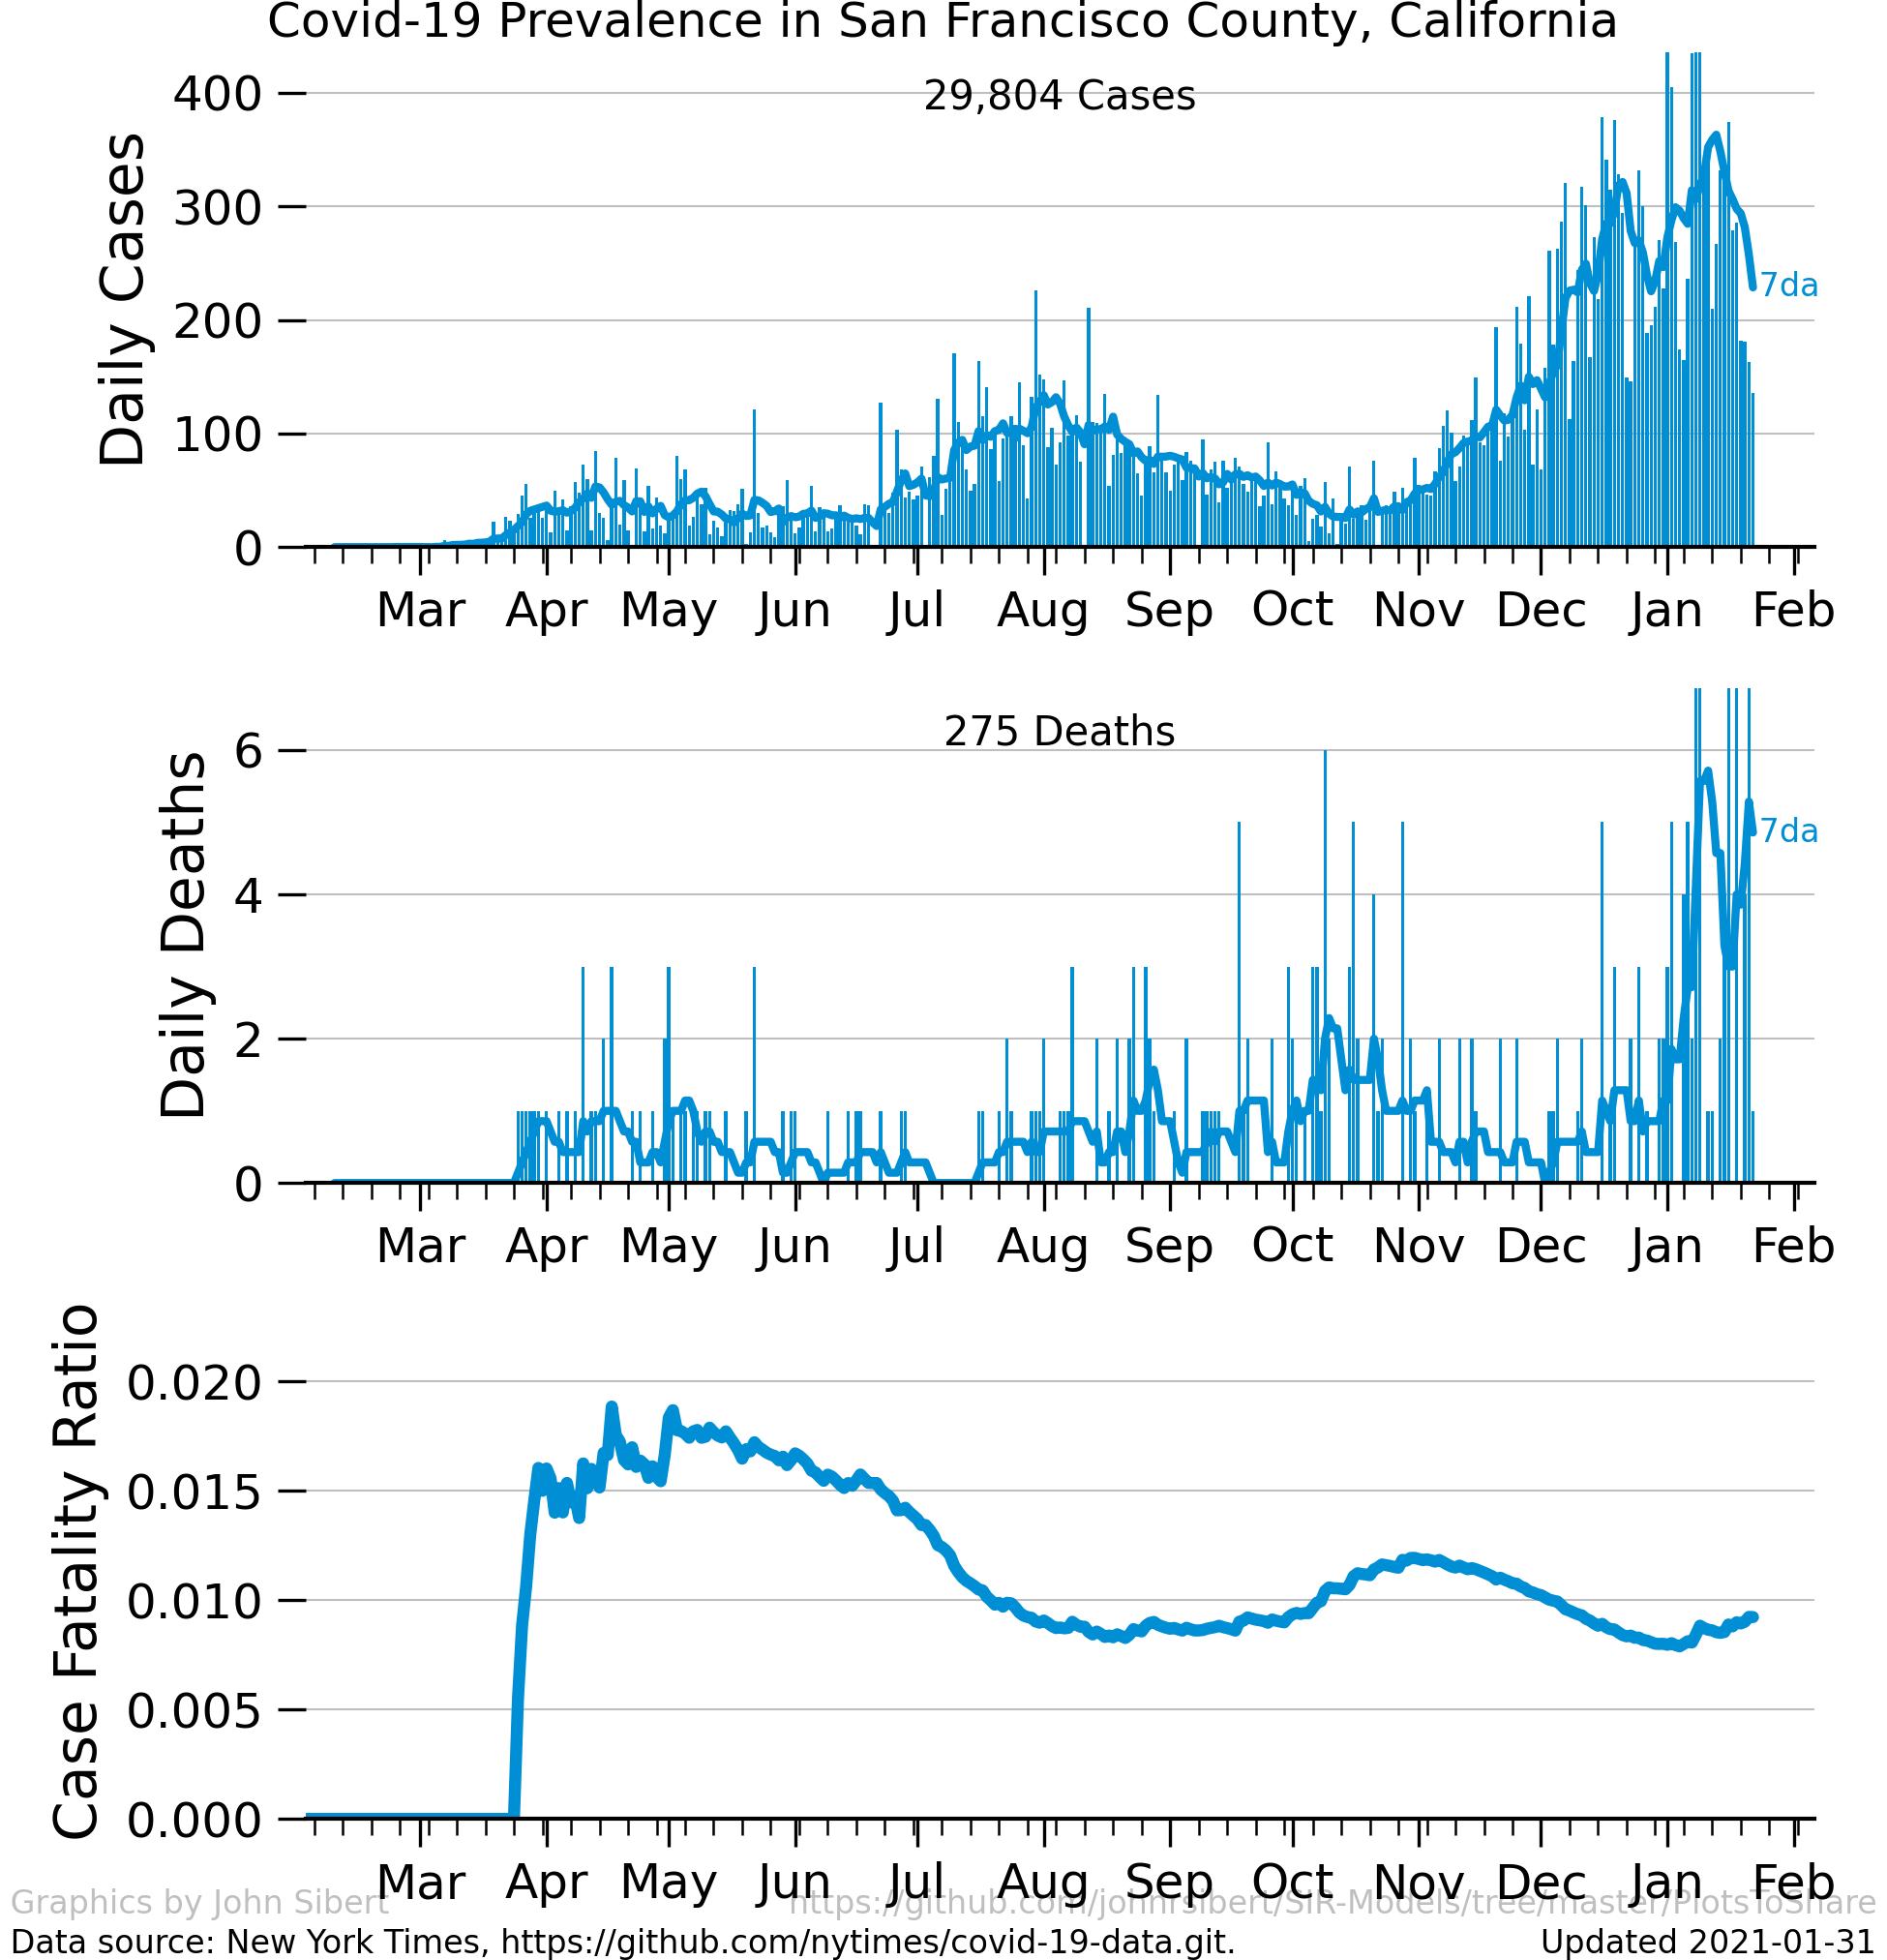 Covid-19 Prevalence in San Francisco County, California
29,804 Cases
Daily Cases
400
300
200
100
0
7da
Mar Apr May Jun Jul Aug Sep Oct Nov Dec Jan Feb
275 Deaths
Daily Deaths
6
4
2
0
7da
Mar Apr May Jun Jul Aug Sep Oct Nov Dec Jan Feb
Case Fatality Ratio
0.020
0.015
0.010
0.005
0.000
Mar Apr May Jun Jul Aug Sep Oct Nov Dec Jan Feb
Graphics by John Sibert https://github.com/johnrsibert/SIR-Models/tree/master/PlotsToShare
Data source: New York Times, https://github.com/nytimes/covid-19-data.git. Updated 2021-01-31